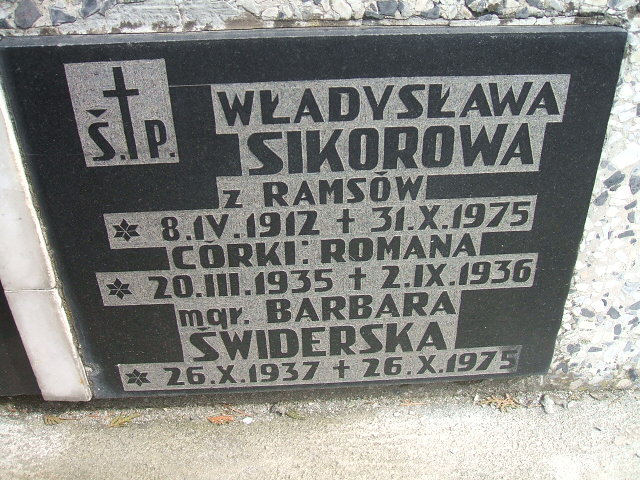 Ś.P.
WŁADYSŁAWA
SIKOROWA
z RAMSÓW
8.IV.1912 † 31.X.1975
CÓRKI: ROMANA
20.III.1935 † 2.IX.1936
mgr. BARBARA
ŚWIDERSKA
26.X.1937 † 26.X.1975